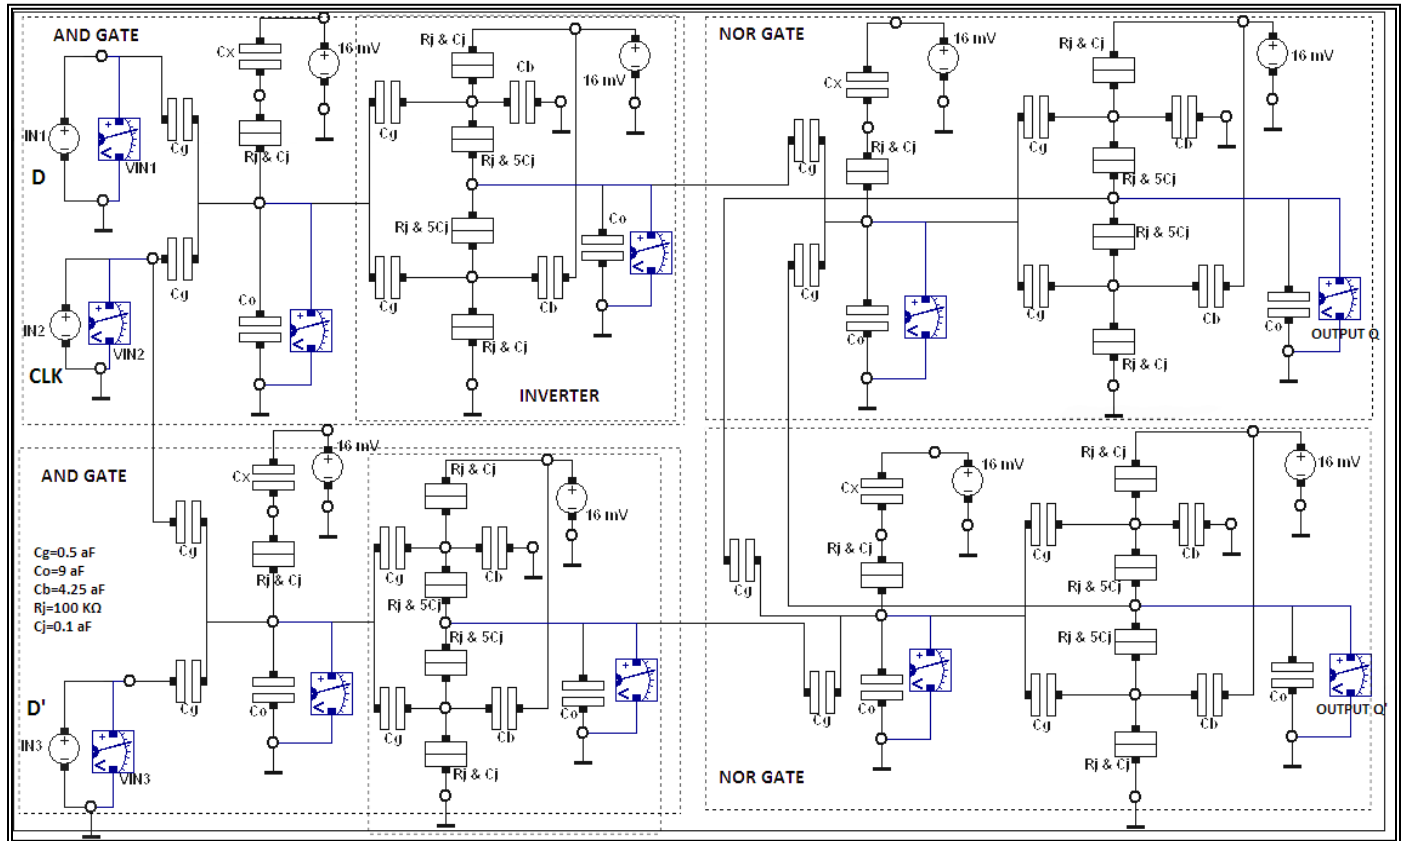 AND GATE
Cx
16 mV
IN1
VIN1
Cg
D
Rj & Cj
Cg
IN2
VIN2
CLK
Co
Rj & Cj
16 mV
Cb
Cg
Rj & 5Cj
Rj & 5Cj
Co
Cg
Cb
Rj & Cj
INVERTER
NOR GATE
Cx
16 mV
Cg
Rj & Cj
Cg
Co
Rj & Cj
16 mV
Cg
Cb
Rj & 5Cj
Rj & 5Cj
Cg
Cb
Co
OUTPUT Q
Rj & Cj
AND GATE
Cx
16 mV
Cg
Rj & Cj
Cg=0.5 aF
Co=9 aF
Cb=4.25 aF
Rj=100 KΩ
Cj=0.1 aF
D'
Cg
Co
IN3
VIN3
Rj & Cj
16 mV
Cg
Cb
Rj & 5Cj
Rj & 5Cj
Cg
Cb
Co
Rj & Cj
Cx
16 mV
Rj & Cj
Cg
Cg
Co
NOR GATE
Rj & Cj
16 mV
Cg
Cb
Rj & 5Cj
Rj & 5Cj
Cg
Cb
Co
OUTPUT Q'
Rj & Cj